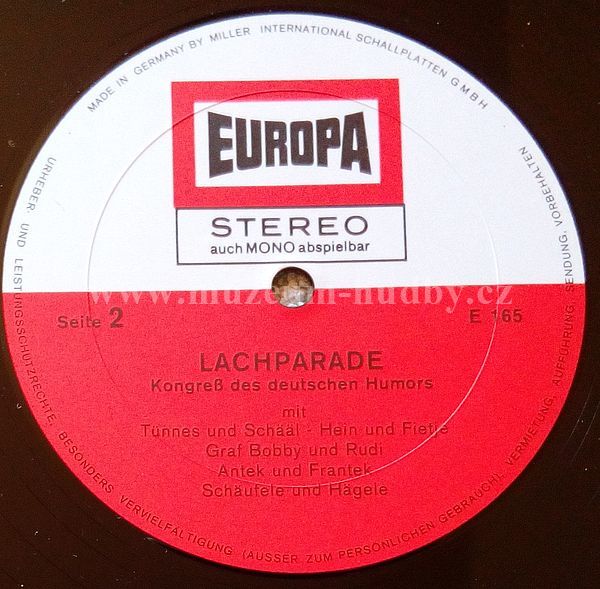 MADE IN GERMANY BY MILLER INTERNATIONAL SCHALLPLATTEN GMBH
EUROPA
STEREO
auch MONO abspielbar
www.muzeum-hudby.cz
Seite 2
E 165
LACHPARADE
Kongreß des deutschen Humors
mit
Tünnes und Schääl - Hein und Fietje
Graf Bobby und Rudi
Antek und Frantek
Schäufele und Hägele
URHEBER UND LEISTUNGSSCHUTZRECHTE, BESONDERS VERVIELFÄLTIGUNG (AUSSER ZUM PERSÖNLICHEN GEBRAUCH), VERMIETUNG, AUFFÜHRUNG, SENDUNG, VORBEHALTEN